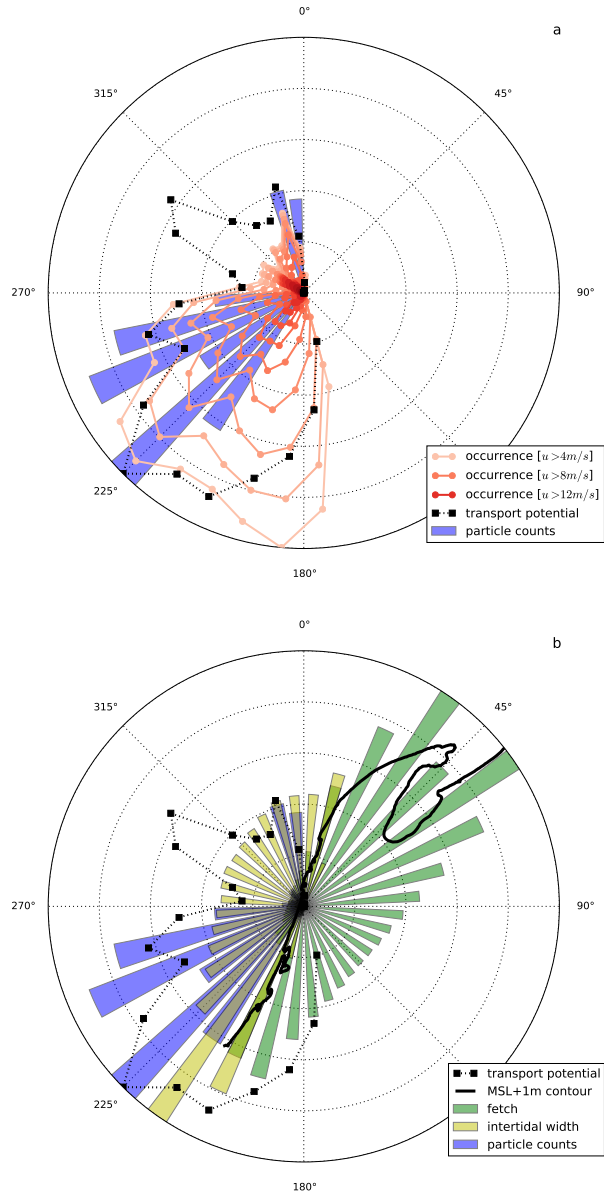 0°
a
315°
45°
270°
90°
occurrence [u >4m/s]
occurrence [u >8m/s]
occurrence [u >12m/s]
transport potential
particle counts
225°
180°
0°
b
315°
45°
270°
90°
transport potential
MSL+1m contour
fetch
intertidal width
particle counts
225°
180°